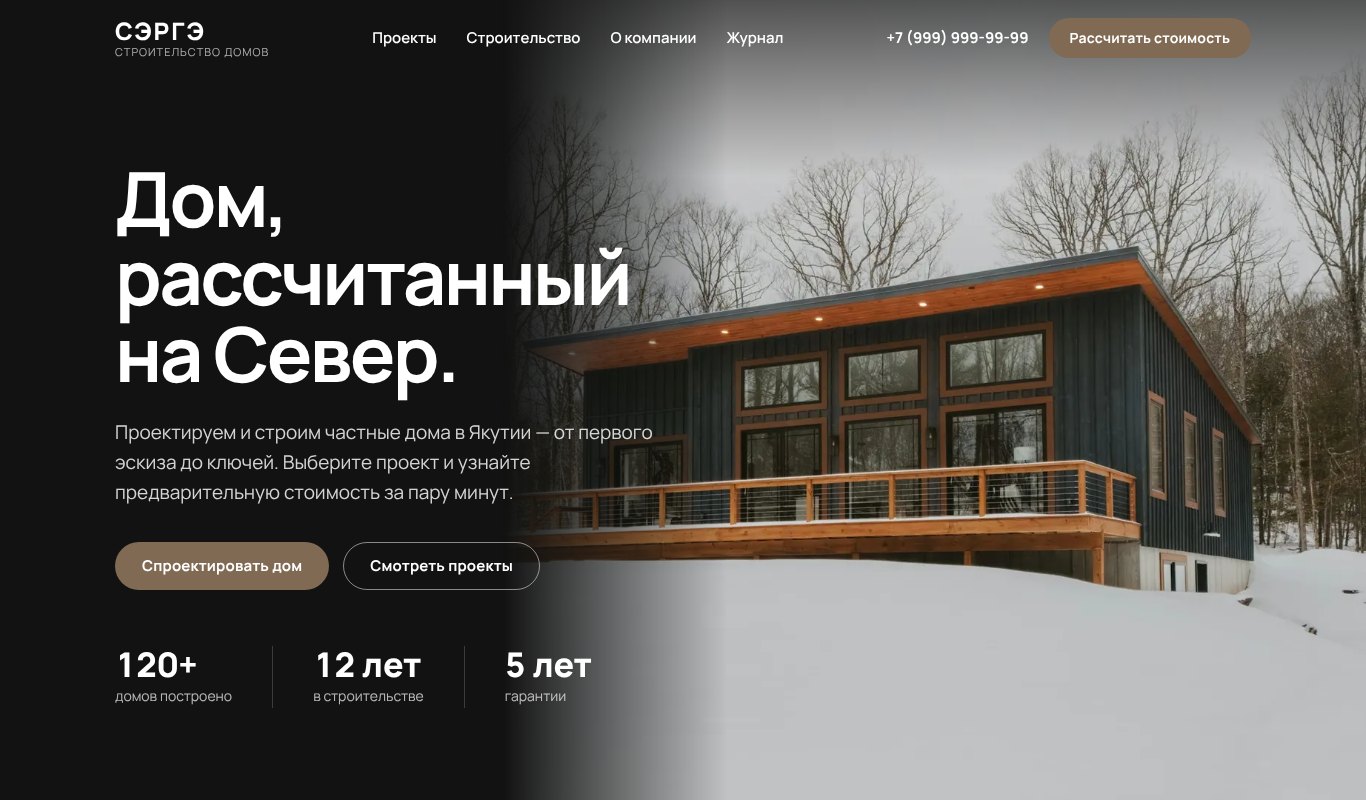 СЭРГЭ
СТРОИТЕЛЬСТВО ДОМОВ
Проекты Строительство О компании Журнал
+7 (999) 999-99-99
Рассчитать стоимость
Дом,
рассчитанный
на Север.
Проектируем и строим частные дома в Якутии — от первого
эскиза до ключей. Выберите проект и узнайте
предварительную стоимость за пару минут.
Спроектировать дом
Смотреть проекты
120+
домов построено
12 лет
в строительстве
5 лет
гарантии